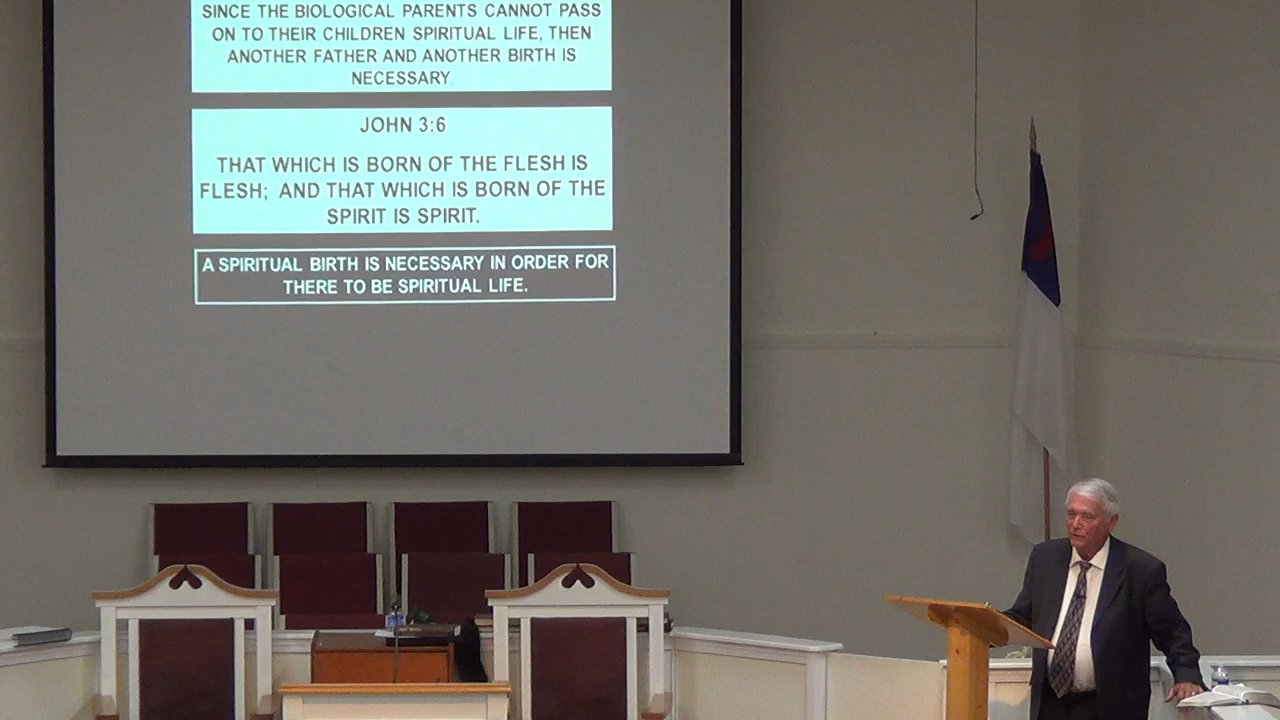 SINCE THE BIOLOGICAL PARENTS CANNOT PASS
ON TO THEIR CHILDREN SPIRITUAL LIFE, THEN
ANOTHER FATHER AND ANOTHER BIRTH IS
NECESSARY.
JOHN 3:6
THAT WHICH IS BORN OF THE FLESH IS
FLESH; AND THAT WHICH IS BORN OF THE
SPIRIT IS SPIRIT.
A SPIRITUAL BIRTH IS NECESSARY IN ORDER FOR
THERE TO BE SPIRITUAL LIFE.